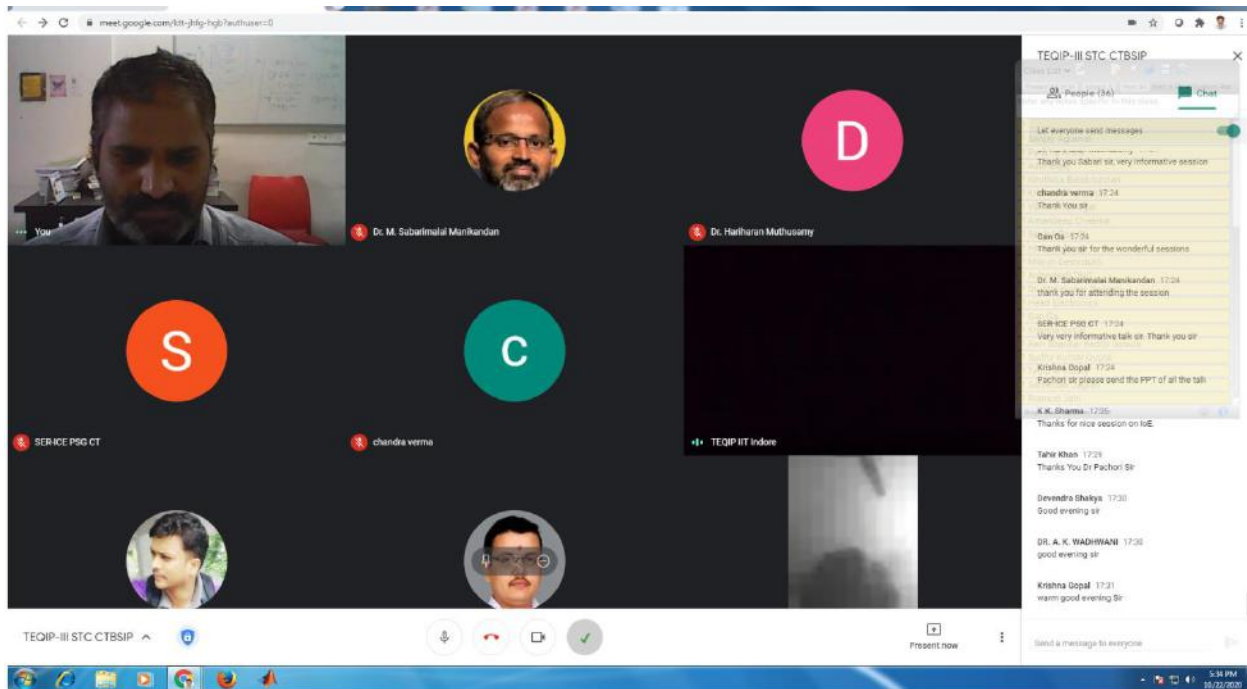 meet.google.com/ktt-jhfg-hgb?authuser=0
TEQIP-III STC CTBSIP
People (36)
Chat
Let everyone send messages
Thank you Sabari sir, very informative session
chandra verma 17:24
Thank You sir
Gan Ga 17:24
Thank you sir for the wonderful sessions
Dr. M. Sabarimalai Manikandan 17:24
thank you for attending the session
SER-ICE PSG CT 17:24
Very very informative talk sir. Thank you sir
Krishna Gopal 17:24
Pachori sir please send the PPT of all the talk
K.K. Sharma 17:25
Thanks for nice session on IoE.
Tahir Khan 17:29
Thanks You Dr Pachori Sir
Devendra Shakya 17:30
Good evening sir
DR. A. K. WADHWANI 17:30
good evening sir
Krishna Gopal 17:31
warm good evening Sir
Send a message to everyone
You
Dr. M. Sabarimalai Manikandan
D
Dr. Hariharan Muthusamy
S
SER-ICE PSG CT
C
chandra verma
TEQIP IIT Indore
TEQIP-III STC CTBSIP
Present now
5:34 PM
10/22/2020